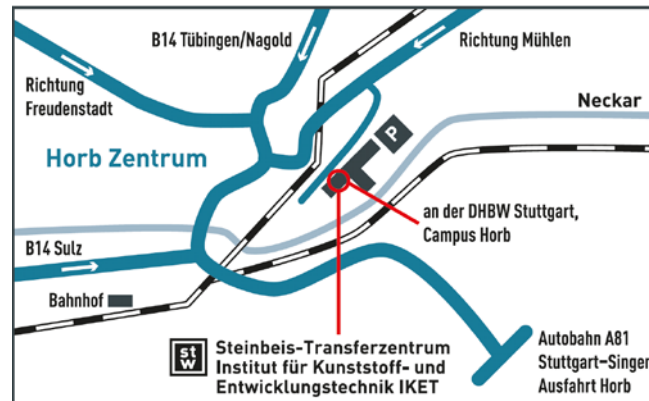 B14 Tübingen/Nagold
Richtung Mühlen
Richtung
Freudenstadt
Neckar
P
Horb Zentrum
an der DHBW Stuttgart,
Campus Horb
B14 Sulz
Bahnhof
stw
Steinbeis-Transferzentrum
Institut für Kunststoff- und
Entwicklungstechnik IKET
Autobahn A81
Stuttgart–Singen
Ausfahrt Horb